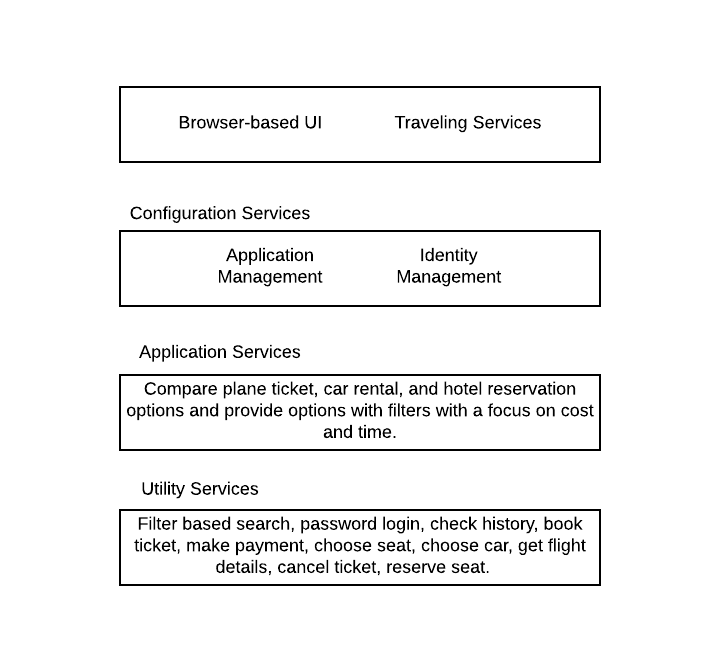 Browser-based UI Traveling Services
Configuration Services
Application Identity
Management Management
Application Services
Compare plane ticket, car rental, and hotel reservation
options and provide options with filters with a focus on cost
and time.
Utility Services
Filter based search, password login, check history, book
ticket, make payment, choose seat, choose car, get flight
details, cancel ticket, reserve seat.